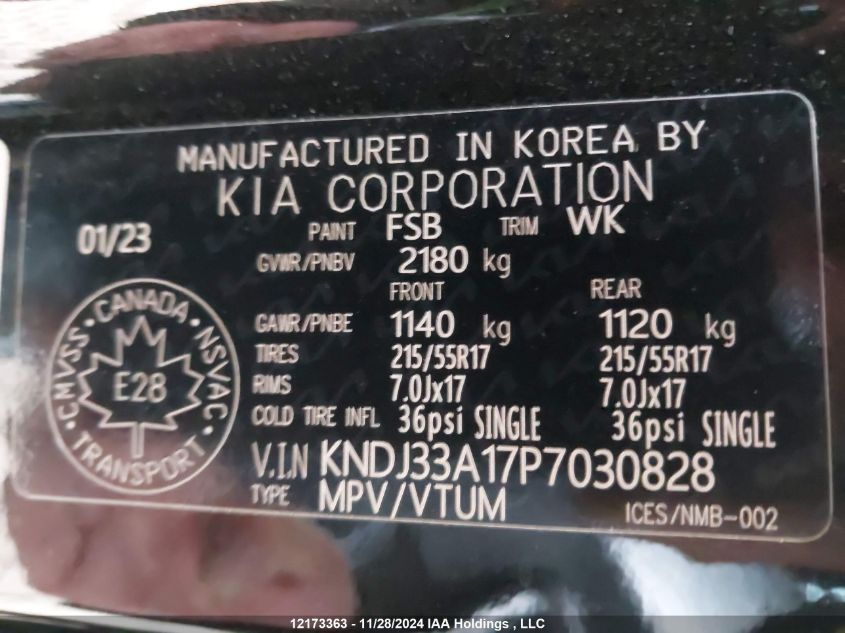 MANUFACTURED IN KOREA BY
KIA CORPORATION
01/23 PAINT FSB TRIM WK
GVWR/PNBV 2180 kg
FRONT REAR
GAWR/PNBE 1140 kg 1120 kg
TIRES 215/55R17 215/55R17
RIMS 7.0Jx17 7.0Jx17
COLD TIRE INFL 36psi SINGLE 36psi SINGLE
V.I.N KNDJ33A17P7030828
TYPE MPV/VTUM ICES/NMB-002
CANADA · NSVAC · TRANSPORT · CMVSS ·
E28
12173363 - 11/28/2024 IAA Holdings , LLC